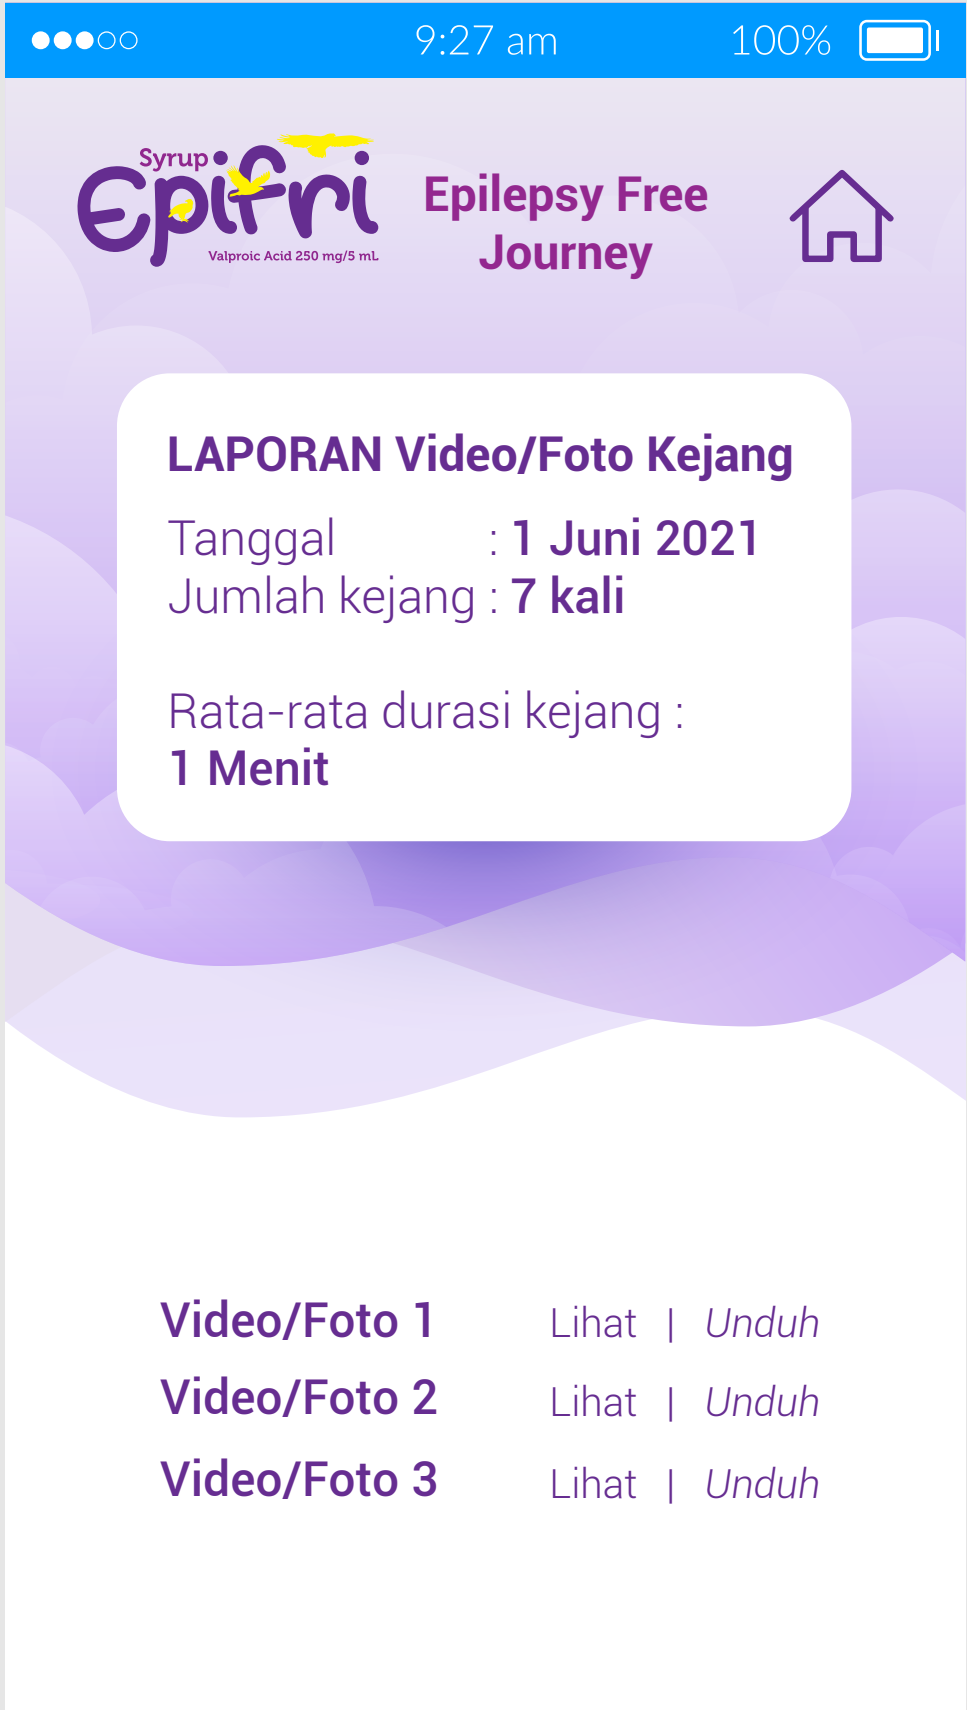 9:27 am 100%
Syrup
Epifri
Valproic Acid 250 mg/5 mL
Epilepsy Free
Journey
LAPORAN Video/Foto Kejang
Tanggal : 1 Juni 2021
Jumlah kejang : 7 kali
Rata-rata durasi kejang :
1 Menit
Video/Foto 1 Lihat | Unduh
Video/Foto 2 Lihat | Unduh
Video/Foto 3 Lihat | Unduh